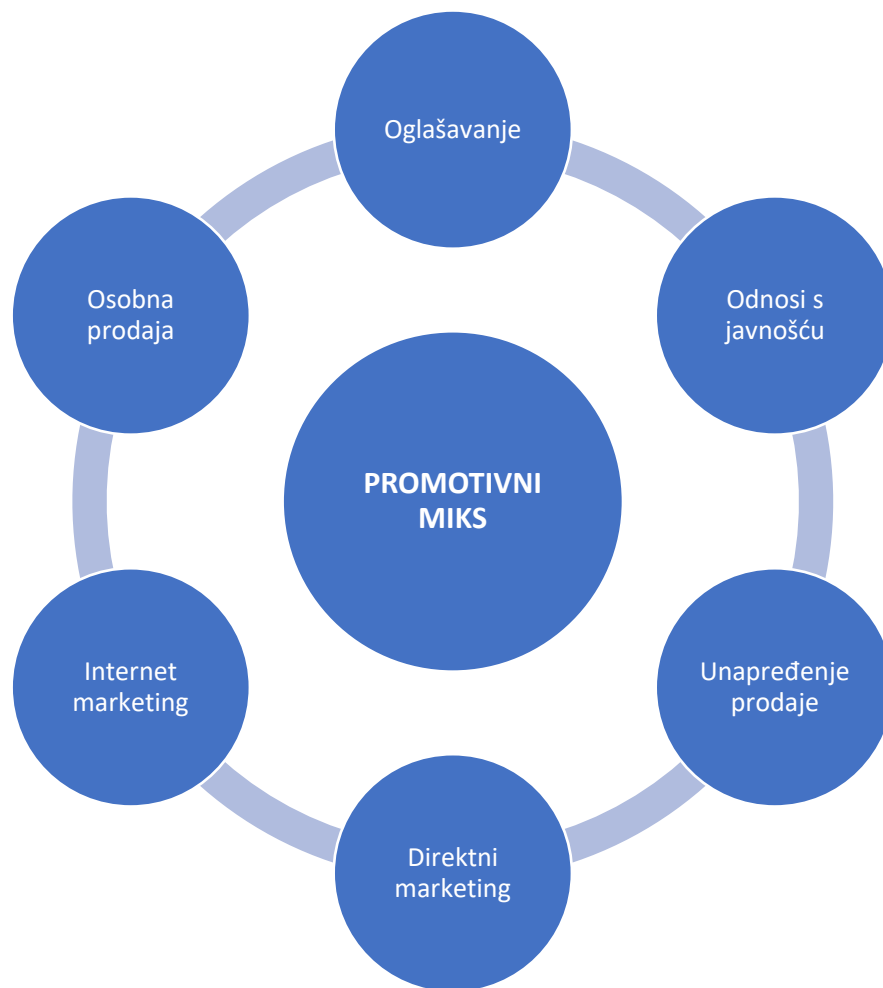 Oglašavanje
Osobna
prodaja
Odnosi s
javnošću
PROMOTIVNI
MIKS
Internet
marketing
Unapređenje
prodaje
Direktni
marketing